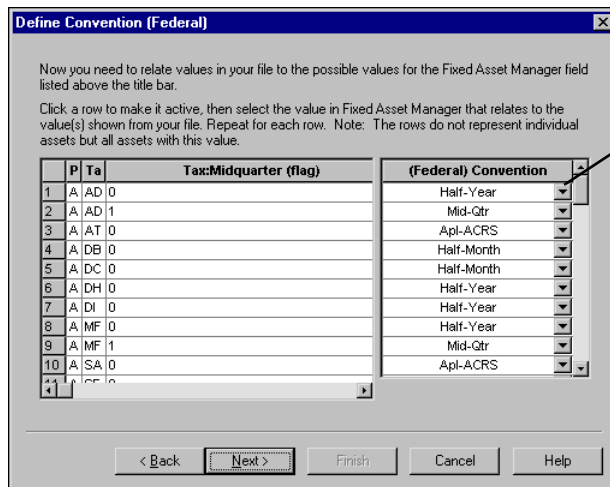 Define Convention (Federal)
Now you need to relate values in your file to the possible values for the Fixed Asset Manager field
listed above the title bar.
Click a row to make it active, then select the value in Fixed Asset Manager that relates to the
value(s) shown from your file. Repeat for each row. Note: The rows do not represent individual
assets but all assets with this value.
P Ta Tax:Midquarter (flag) (Federal) Convention
1 A AD 0 Half-Year
2 A AD 1 Mid-Qtr
3 A AT 0 Apl-ACRS
4 A DB 0 Half-Month
5 A DC 0 Half-Month
6 A DH 0 Half-Year
7 A DI 0 Half-Year
8 A MF 0 Half-Year
9 A MF 1 Mid-Qtr
10 A SA 0 Apl-ACRS
< Back Next > Finish Cancel Help